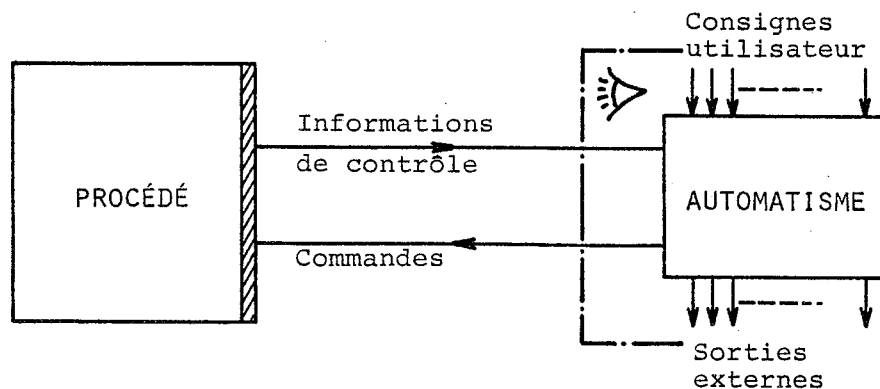 Consignes
utilisateur
Informations
de contrôle
PROCÉDÉ
AUTOMATISME
Commandes
Sorties
externes